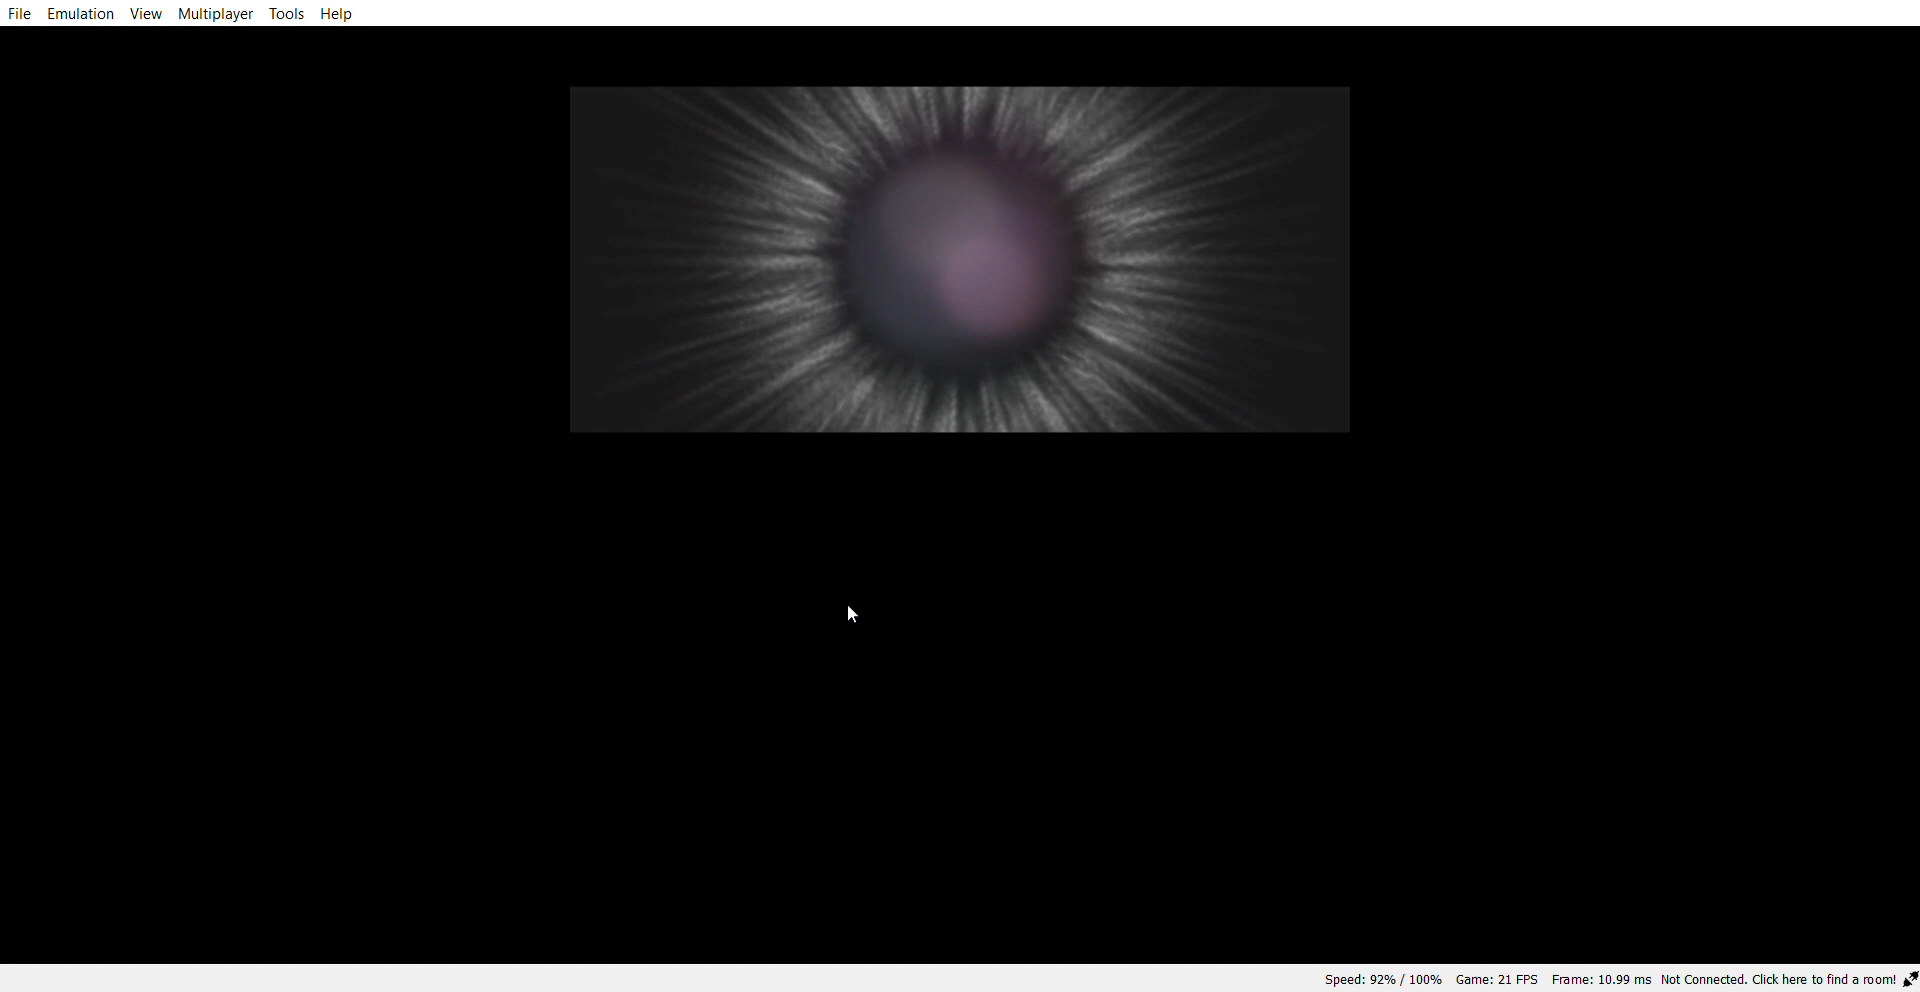 File Emulation View Multiplayer Tools Help
Speed: 92% / 100% Game: 21 FPS Frame: 10.99 ms Not Connected. Click here to find a room!